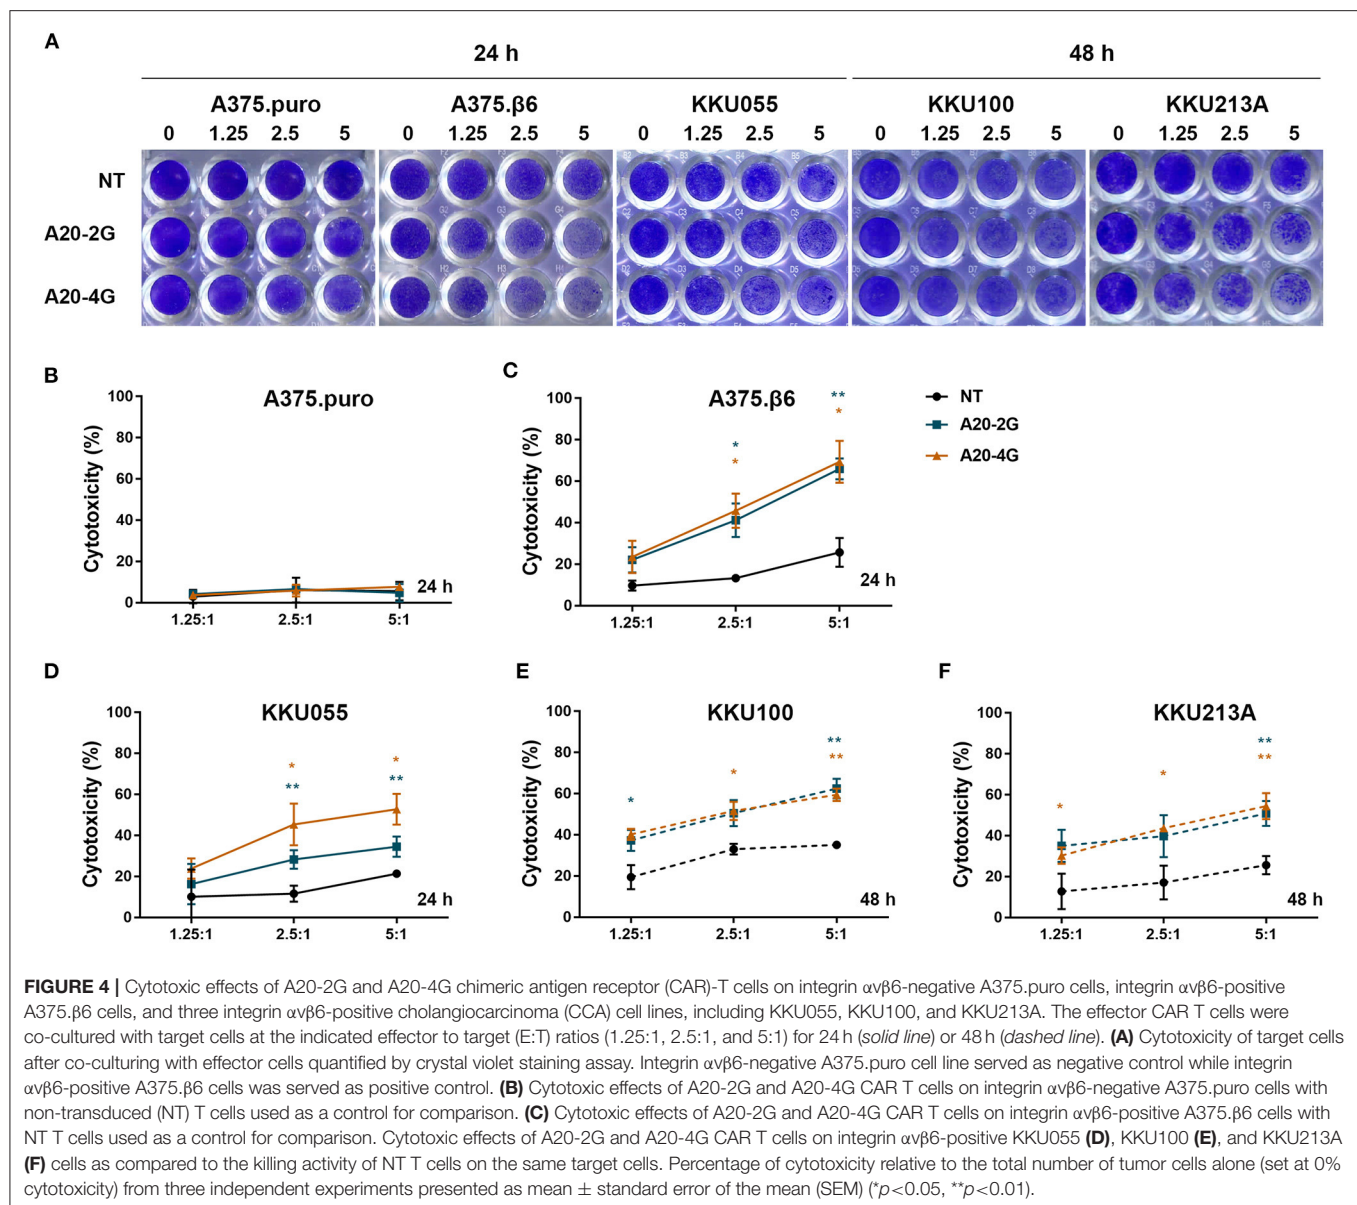 A
24 h 48 h
A375.puro A375.β6 KKU055 KKU100 KKU213A
0 1.25 2.5 5 0 1.25 2.5 5 0 1.25 2.5 5 0 1.25 2.5 5 0 1.25 2.5 5
NT
A20-2G
A20-4G
B
A375.puro
Cytotoxicity (%)
100
80
60
40
20
0
24 h
1.25:1 2.5:1 5:1
C
A375.β6
Cytotoxicity (%)
100
80
60
40
20
0
*
*
**
*
24 h
1.25:1 2.5:1 5:1
NT
A20-2G
A20-4G
D
KKU055
Cytotoxicity (%)
100
80
60
40
20
0
*
**
*
**
24 h
1.25:1 2.5:1 5:1
E
KKU100
Cytotoxicity (%)
100
80
60
40
20
0
*
*
**
**
48 h
1.25:1 2.5:1 5:1
F
KKU213A
Cytotoxicity (%)
100
80
60
40
20
0
*
*
**
**
48 h
1.25:1 2.5:1 5:1
FIGURE 4 | Cytotoxic effects of A20-2G and A20-4G chimeric antigen receptor (CAR)-T cells on integrin αvβ6-negative A375.puro cells, integrin αvβ6-positive
A375.β6 cells, and three integrin αvβ6-positive cholangiocarcinoma (CCA) cell lines, including KKU055, KKU100, and KKU213A. The effector CAR T cells were
co-cultured with target cells at the indicated effector to target (E:T) ratios (1.25:1, 2.5:1, and 5:1) for 24 h (solid line) or 48 h (dashed line). (A) Cytotoxicity of target cells
after co-culturing with effector cells quantified by crystal violet staining assay. Integrin αvβ6-negative A375.puro cell line served as negative control while integrin
αvβ6-positive A375.β6 cells was served as positive control. (B) Cytotoxic effects of A20-2G and A20-4G CAR T cells on integrin αvβ6-negative A375.puro cells with
non-transduced (NT) T cells used as a control for comparison. (C) Cytotoxic effects of A20-2G and A20-4G CAR T cells on integrin αvβ6-positive A375.β6 cells with
NT T cells used as a control for comparison. Cytotoxic effects of A20-2G and A20-4G CAR T cells on integrin αvβ6-positive KKU055 (D), KKU100 (E), and KKU213A
(F) cells as compared to the killing activity of NT T cells on the same target cells. Percentage of cytotoxicity relative to the total number of tumor cells alone (set at 0%
cytotoxicity) from three independent experiments presented as mean ± standard error of the mean (SEM) (*p<0.05, **p<0.01).